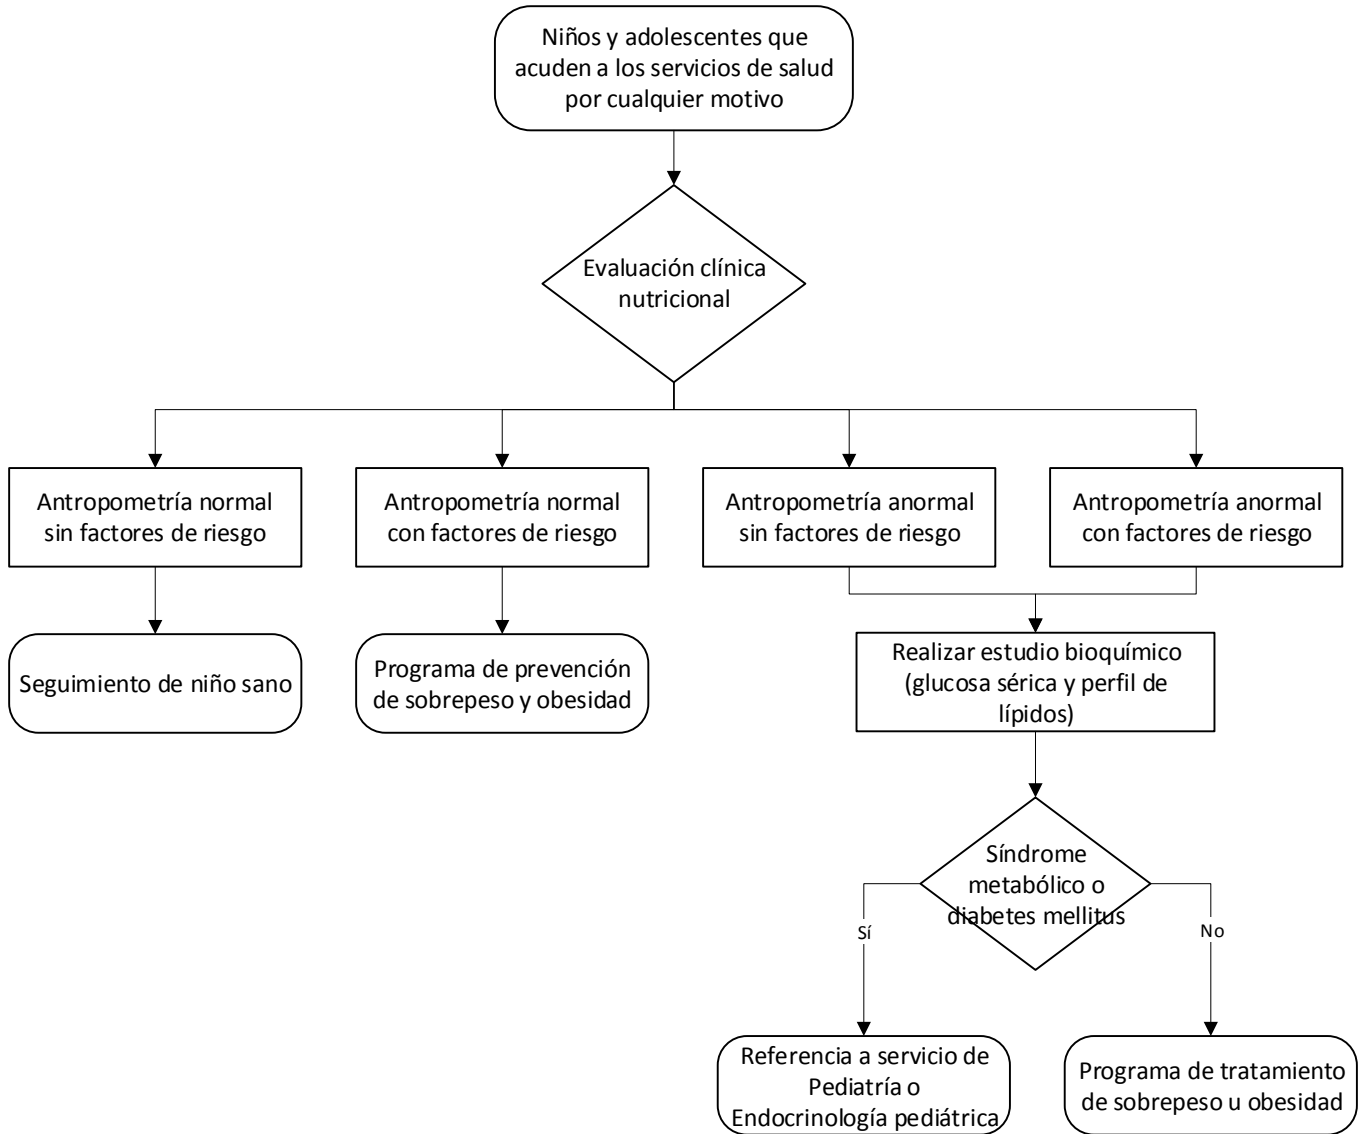 Niños y adolescentes que
acuden a los servicios de salud
por cualquier motivo
Evaluación clínica
nutricional
Antropometría normal
sin factores de riesgo
Antropometría normal
con factores de riesgo
Antropometría anormal
sin factores de riesgo
Antropometría anormal
con factores de riesgo
Seguimiento de niño sano
Programa de prevención
de sobrepeso y obesidad
Realizar estudio bioquímico
(glucosa sérica y perfil de
lípidos)
Síndrome
metabólico o
diabetes mellitus
Sí
No
Referencia a servicio de
Pediatría o
Endocrinología pediátrica
Programa de tratamiento
de sobrepeso u obesidad